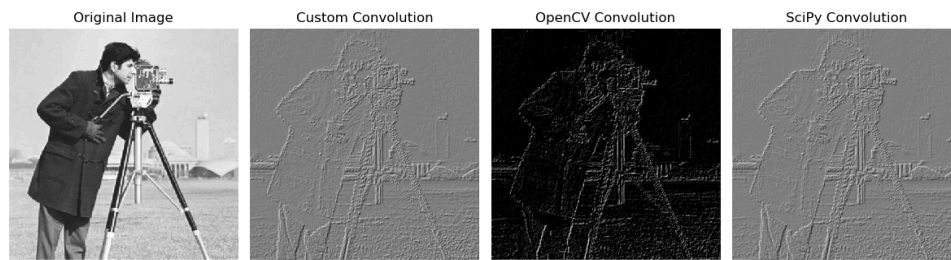 Original Image
Custom Convolution
OpenCV Convolution
SciPy Convolution